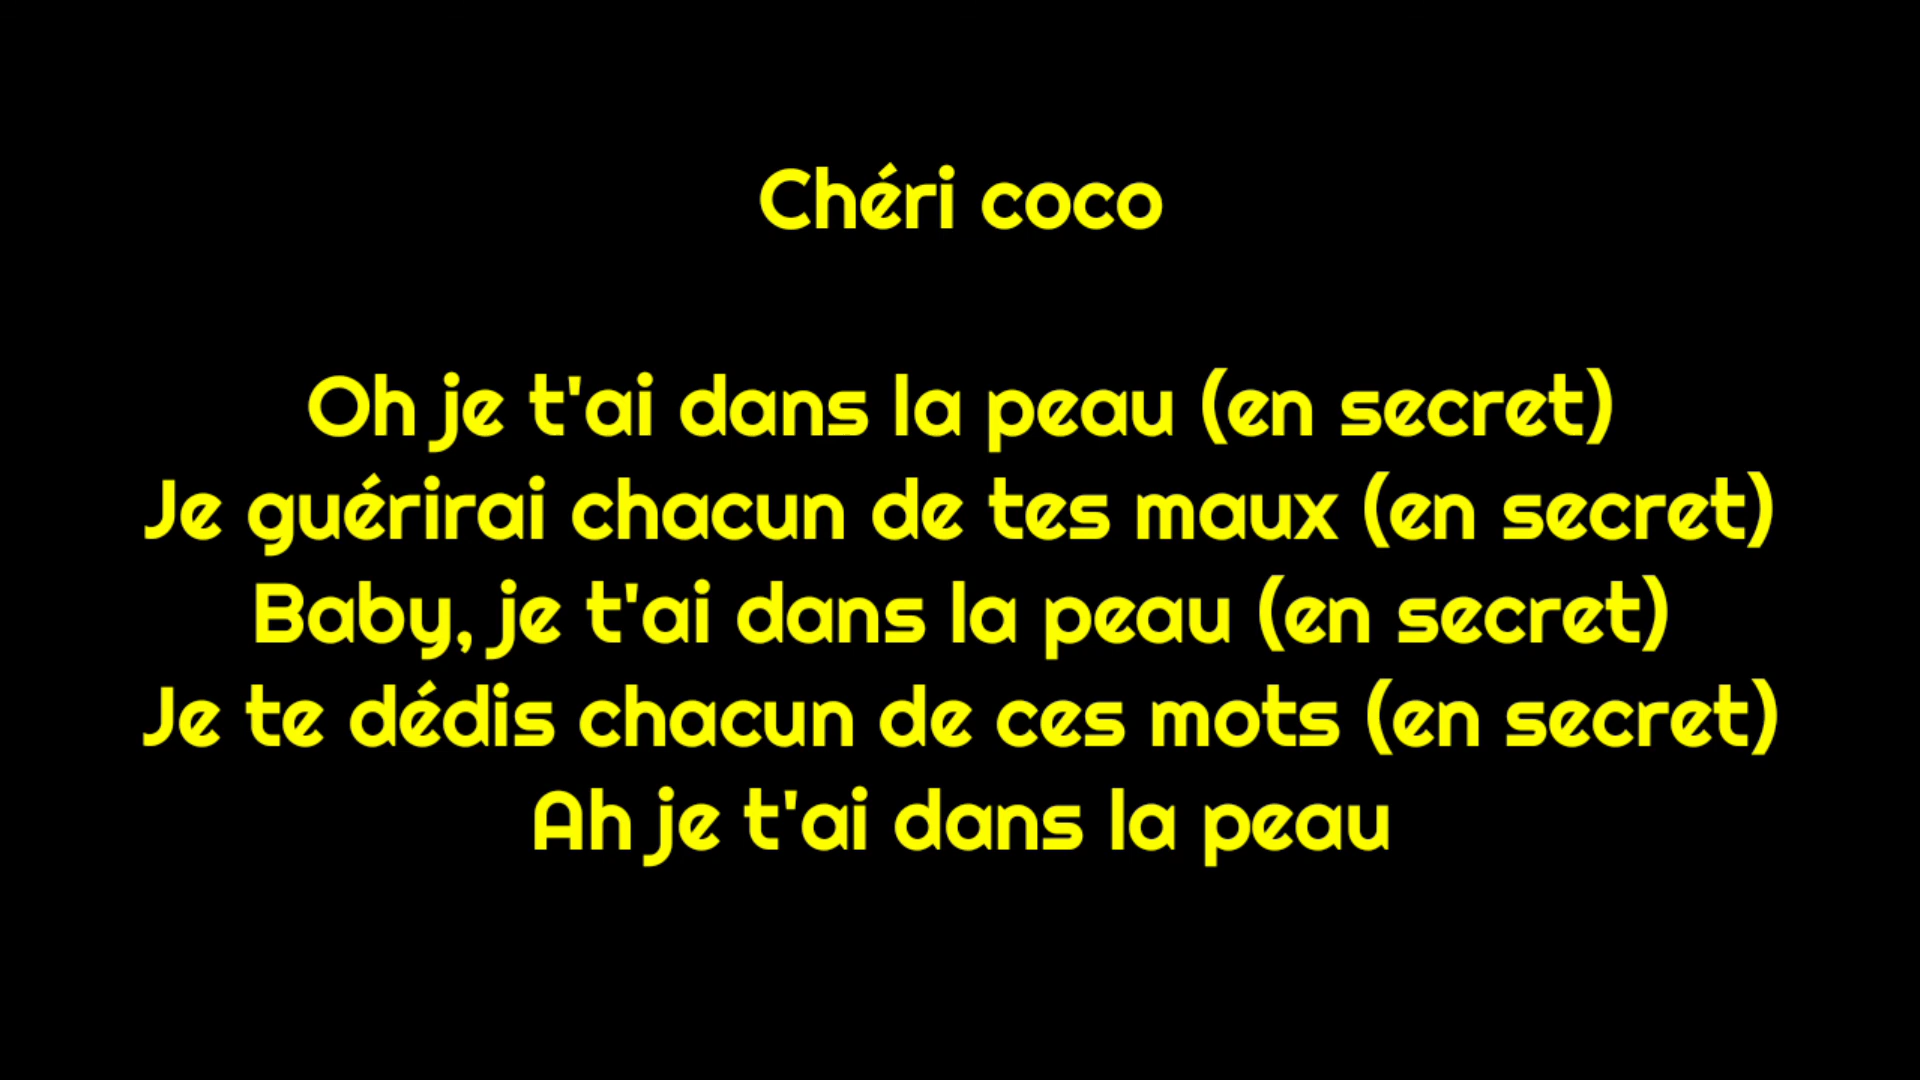 Chéri coco
Oh je t'ai dans la peau (en secret)
Je guérirai chacun de tes maux (en secret)
Baby, je t'ai dans la peau (en secret)
Je te dédis chacun de ces mots (en secret)
Ah je t'ai dans la peau